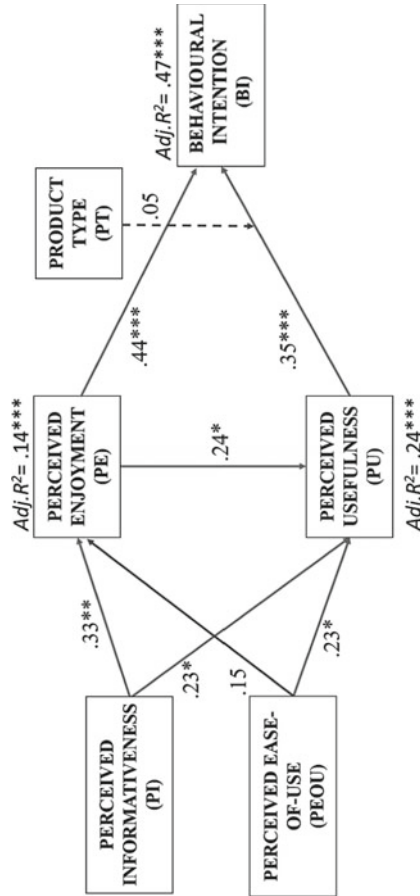 Adj.R²= .14***
Adj.R²= .47***
PERCEIVED
INFORMATIVENESS
(PI)
.33**
PERCEIVED
ENJOYMENT
(PE)
.44***
PRODUCT
TYPE
(PT)
.05
BEHAVIOURAL
INTENTION
(BI)
.23*
.15
.24*
.35***
PERCEIVED EASE-
OF-USE
(PEOU)
.23*
PERCEIVED
USEFULNESS
(PU)
Adj.R²= .24***